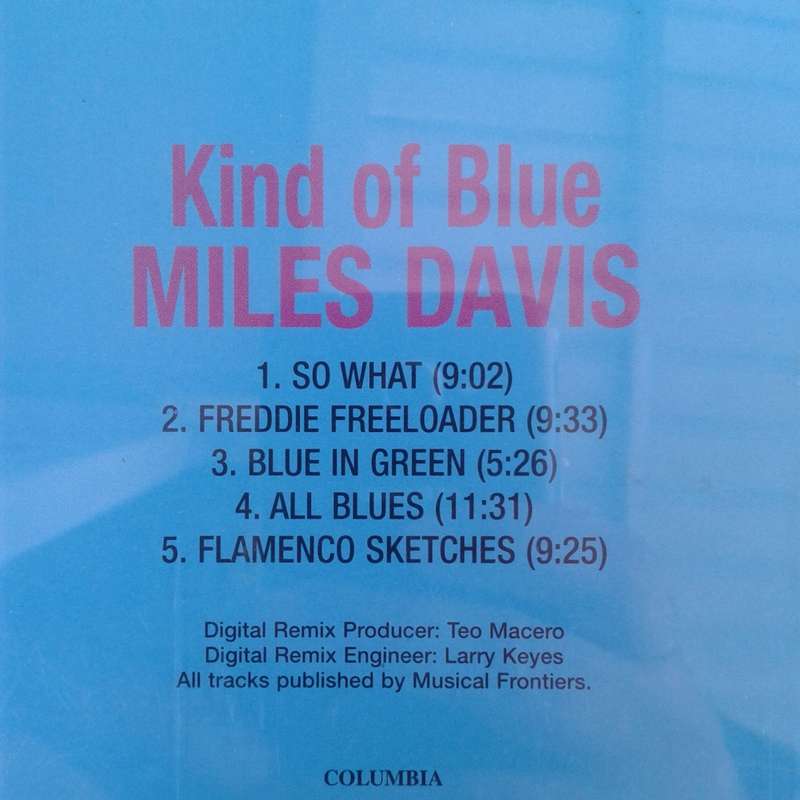 Kind of Blue
MILES DAVIS
1. SO WHAT (9:02)
2. FREDDIE FREELOADER (9:33)
3. BLUE IN GREEN (5:26)
4. ALL BLUES (11:31)
5. FLAMENCO SKETCHES (9:25)
Digital Remix Producer: Teo Macero
Digital Remix Engineer: Larry Keyes
All tracks published by Musical Frontiers.
COLUMBIA